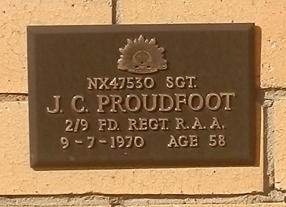 NX47530 SGT.
J. C. PROUDFOOT
2/9 FD. REGT. R. A. A.
9-7-1970 AGE 58